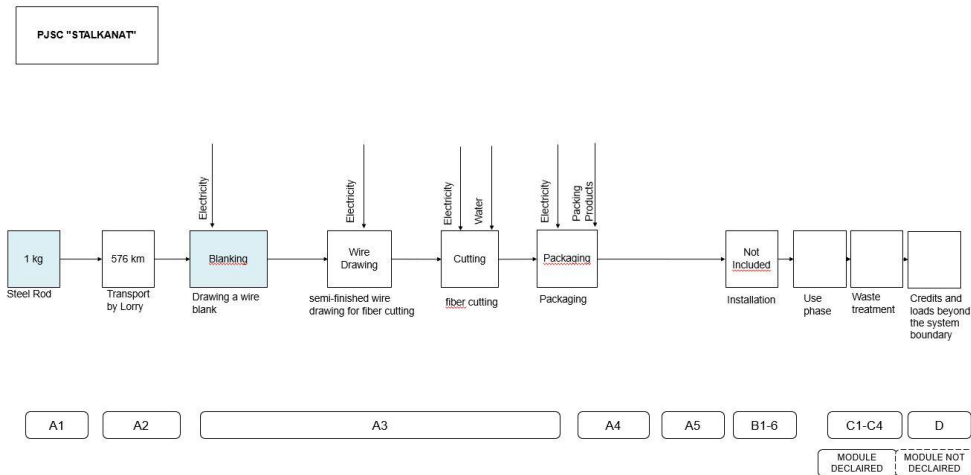 PJSC "STALKANAT"
Electricity
Electricity
Electricity
Water
Electricity
Packing
Products
1 kg
576 km
Blanking
Wire
Drawing
Cutting
Packaging
Not
Included
Steel Rod
Transport
by Lorry
Drawing a wire
blank
semi-finished wire
drawing for fiber cutting
fiber cutting
Packaging
Installation
Use
phase
Waste
treatment
Credits and
loads beyond
the system
boundary
A1
A2
A3
A4
A5
B1-6
C1-C4
D
MODULE
DECLAIRED
MODULE NOT
DECLAIRED